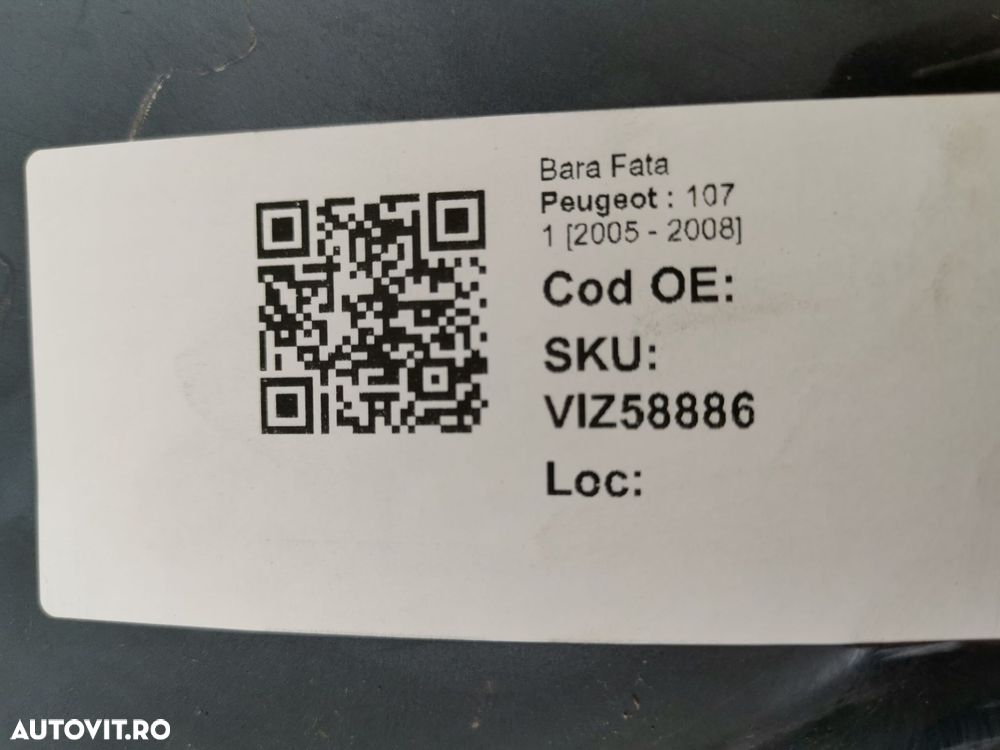 Bara Fata
Peugeot : 107
1 [2005 - 2008]
Cod OE:
SKU:
VIZ58886
Loc:
AUTOVIT.RO